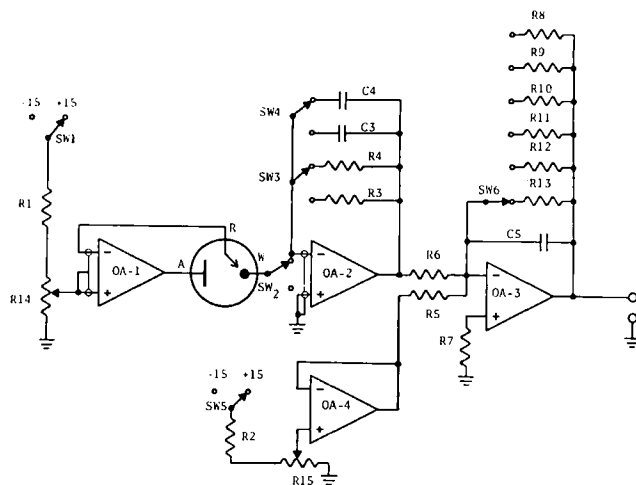 R8
R9
R10
R11
R12
SW6
R13
C5
C4
SW4
C3
SW3
R4
R3
-15 +15
SW1
R1
R14
OA-1
A
R
W
SW2
OA-2
R6
R5
OA-3
R7
-15 +15
SW5
R2
OA-4
R15